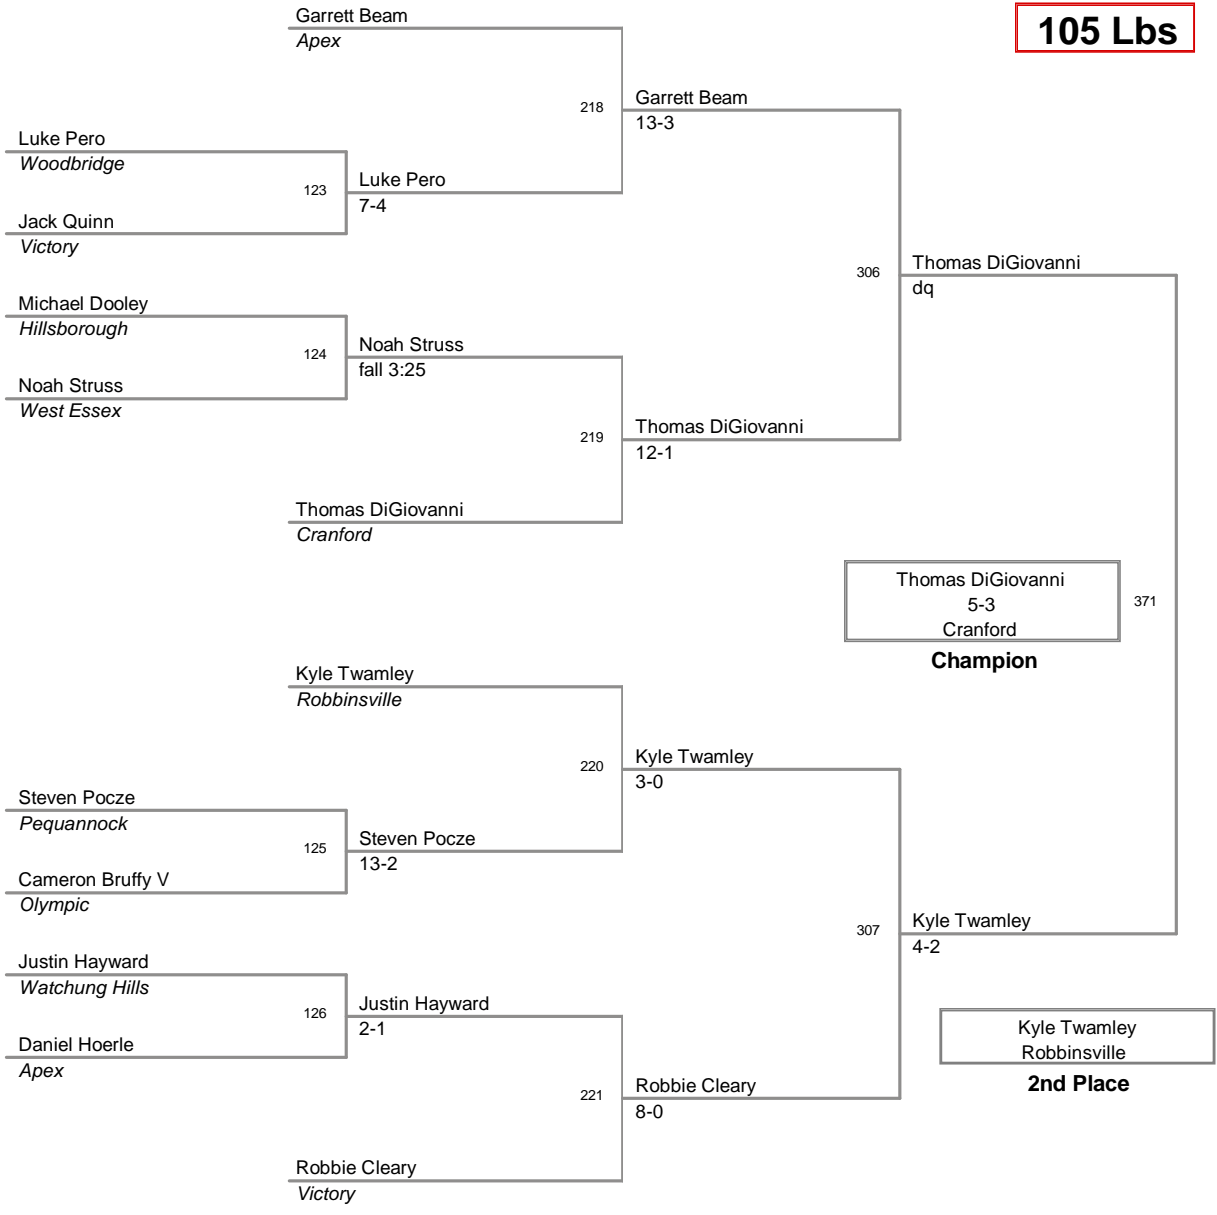 Garrett Beam
Apex
105 Lbs
218
Garrett Beam
13-3
Luke Pero
Woodbridge
123
Luke Pero
7-4
Jack Quinn
Victory
306
Thomas DiGiovanni
dq
Michael Dooley
Hillsborough
124
Noah Struss
fall 3:25
Noah Struss
West Essex
219
Thomas DiGiovanni
12-1
Thomas DiGiovanni
Cranford
Thomas DiGiovanni
5-3
Cranford
371
Champion
Kyle Twamley
Robbinsville
220
Kyle Twamley
3-0
Steven Pocze
Pequannock
125
Steven Pocze
13-2
Cameron Bruffy V
Olympic
307
Kyle Twamley
4-2
Justin Hayward
Watchung Hills
126
Justin Hayward
2-1
Daniel Hoerle
Apex
Kyle Twamley
Robbinsville
2nd Place
221
Robbie Cleary
8-0
Robbie Cleary
Victory